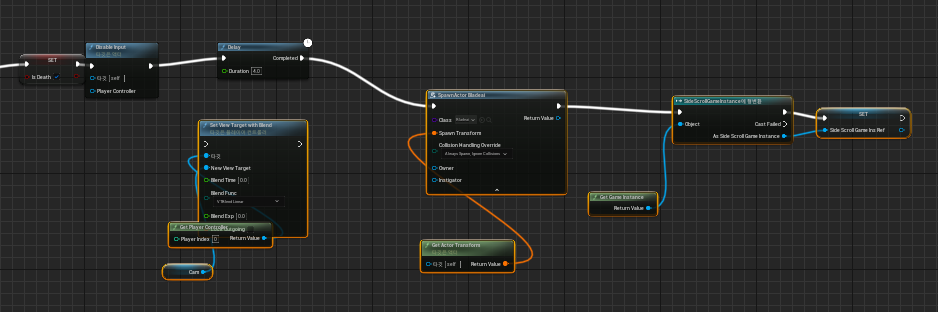 SET
Is Death
Disable Input
타깃 self
Player Controller
Delay
Completed
Duration 4.0
Set View Target with Blend
타깃
New View Target
Blend Time 0.0
Blend Func
VTBlend Linear
Blend Exp 0.0
Get Player Controller
Player Index 0
Return Value
Cam
SpawnActor Bladeai
Class
Return Value
Spawn Transform
Collision Handling Override
Always Spawn, Ignore Collisions
Owner
Instigator
Get Actor Transform
타깃 self
Return Value
Get Game Instance
Return Value
SideScrollGameInstance에 형변환
Object
Cast Failed
As Side Scroll Game Instance
SET
Side Scroll Game Ins Ref